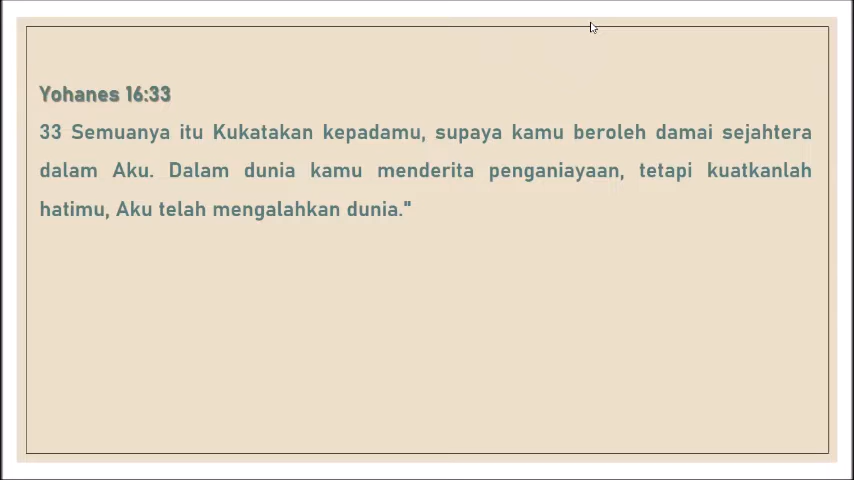 Yohanes 16:33
33 Semuanya itu Kukatakan kepadamu, supaya kamu beroleh damai sejahtera
dalam Aku. Dalam dunia kamu menderita penganiayaan, tetapi kuatkanlah
hatimu, Aku telah mengalahkan dunia."